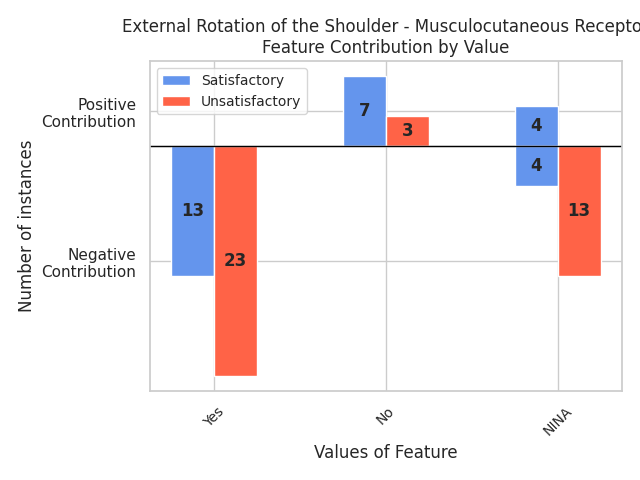 External Rotation of the Shoulder - Musculocutaneous Recepto
Feature Contribution by Value
Satisfactory
Unsatisfactory
Positive
Contribution
Negative
Contribution
Number of instances
7
3
4
4
13
23
13
Yes
No
NINA
Values of Feature